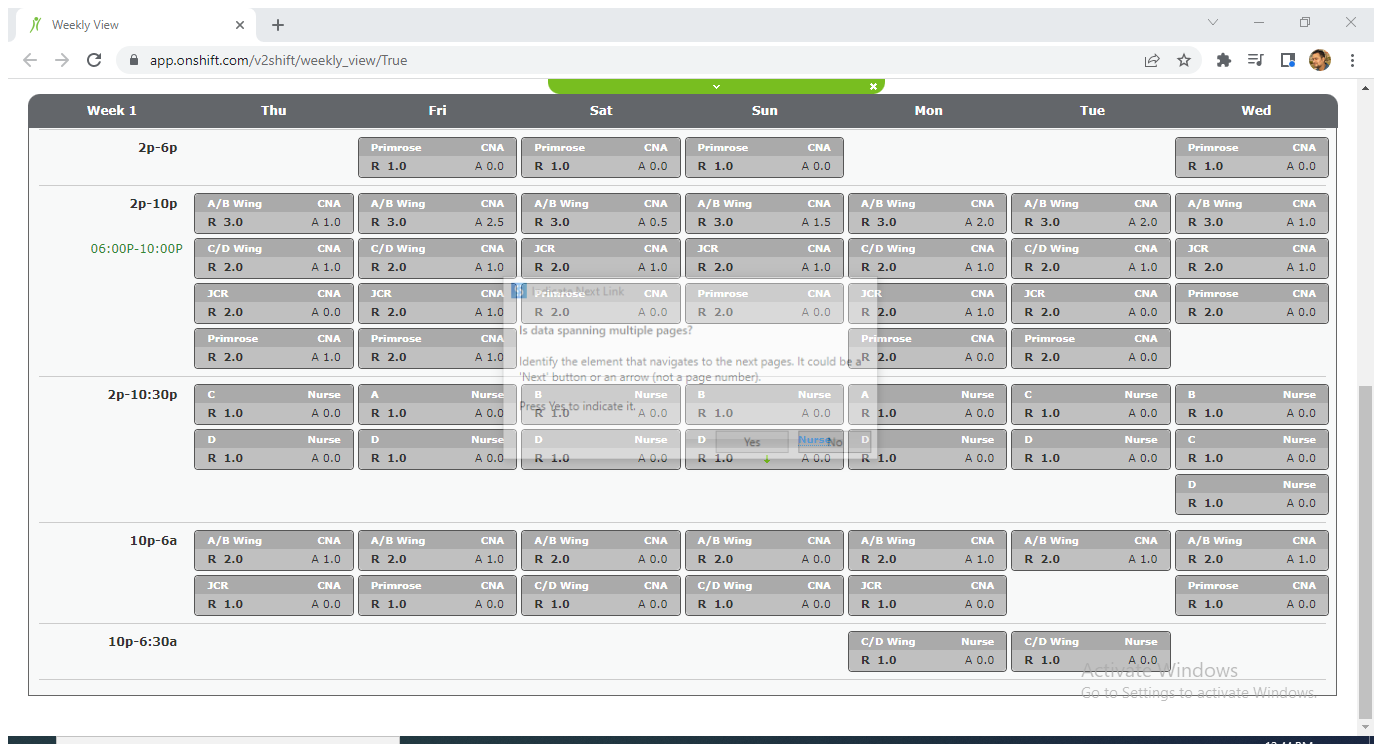 Weekly View
app.onshift.com/v2shift/weekly_view/True
Week 1 Thu Fri Sat Sun Mon Tue Wed
2p-6p
Primrose CNA Primrose CNA Primrose CNA Primrose CNA
R 1.0 A 0.0 R 1.0 A 0.0 R 1.0 A 0.0 R 1.0 A 0.0
2p-10p
A/B Wing CNA A/B Wing CNA A/B Wing CNA A/B Wing CNA A/B Wing CNA A/B Wing CNA A/B Wing CNA
R 3.0 A 1.0 R 3.0 A 2.5 R 3.0 A 0.5 R 3.0 A 1.5 R 3.0 A 2.0 R 3.0 A 2.0 R 3.0 A 1.0
06:00P-10:00P
C/D Wing CNA C/D Wing CNA JCR CNA JCR CNA C/D Wing CNA C/D Wing CNA JCR CNA
R 2.0 A 1.0 R 2.0 A 1.0 R 2.0 A 1.0 R 2.0 A 1.0 R 2.0 A 1.0 R 2.0 A 1.0 R 2.0 A 1.0
JCR CNA JCR CNA Primrose CNA Primrose CNA JCR CNA JCR CNA Primrose CNA
R 2.0 A 0.0 R 2.0 A 1.0 R 2.0 A 0.0 R 2.0 A 0.0 R 2.0 A 1.0 R 2.0 A 0.0 R 2.0 A 0.0
Primrose CNA Primrose CNA Primrose CNA Primrose CNA
R 2.0 A 1.0 R 2.0 A 1.0 R 2.0 A 0.0 R 2.0 A 0.0
Indicate Next Link
Is data spanning multiple pages?
Identify the element that navigates to the next pages. It could be a
'Next' button or an arrow (not a page number).
Press Yes to indicate it.
Yes No
2p-10:30p
C Nurse A Nurse B Nurse B Nurse A Nurse C Nurse B Nurse
R 1.0 A 0.0 R 1.0 A 0.0 R 1.0 A 0.0 R 1.0 A 0.0 R 1.0 A 0.0 R 1.0 A 0.0 R 1.0 A 0.0
D Nurse D Nurse D Nurse D Nurse D Nurse D Nurse C Nurse
R 1.0 A 0.0 R 1.0 A 0.0 R 1.0 A 0.0 R 1.0 A 0.0 R 1.0 A 0.0 R 1.0 A 0.0 R 1.0 A 0.0
D Nurse
R 1.0 A 0.0
10p-6a
A/B Wing CNA A/B Wing CNA A/B Wing CNA A/B Wing CNA A/B Wing CNA A/B Wing CNA A/B Wing CNA
R 2.0 A 1.0 R 2.0 A 1.0 R 2.0 A 0.0 R 2.0 A 0.0 R 2.0 A 1.0 R 2.0 A 1.0 R 2.0 A 1.0
JCR CNA Primrose CNA C/D Wing CNA C/D Wing CNA JCR CNA Primrose CNA
R 1.0 A 0.0 R 1.0 A 0.0 R 1.0 A 0.0 R 1.0 A 0.0 R 1.0 A 0.0 R 1.0 A 0.0
10p-6:30a
C/D Wing Nurse C/D Wing Nurse
R 1.0 A 0.0 R 1.0 A 0.0
Activate Windows
Go to Settings to activate Windows.